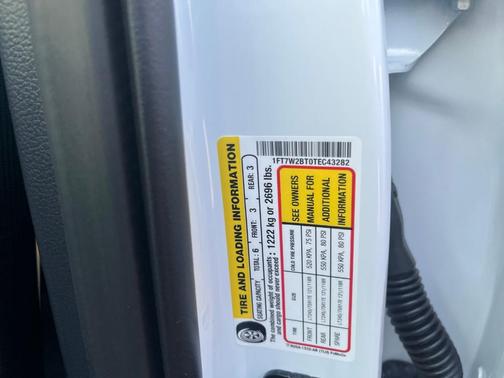 TIRE AND LOADING INFORMATION
SEATING CAPACITY TOTAL: 6 FRONT: 3 REAR: 3
The combined weight of occupants
and cargo should never exceed : 1222 kg or 2696 lbs.
TIRE SIZE COLD TIRE PRESSURE
FRONT 520 KPA, 75 PSI
REAR 550 KPA, 80 PSI
SPARE 550 KPA, 80 PSI
SEE OWNERS
MANUAL FOR
ADDITIONAL
INFORMATION
1FT7W2BT0TEC43282